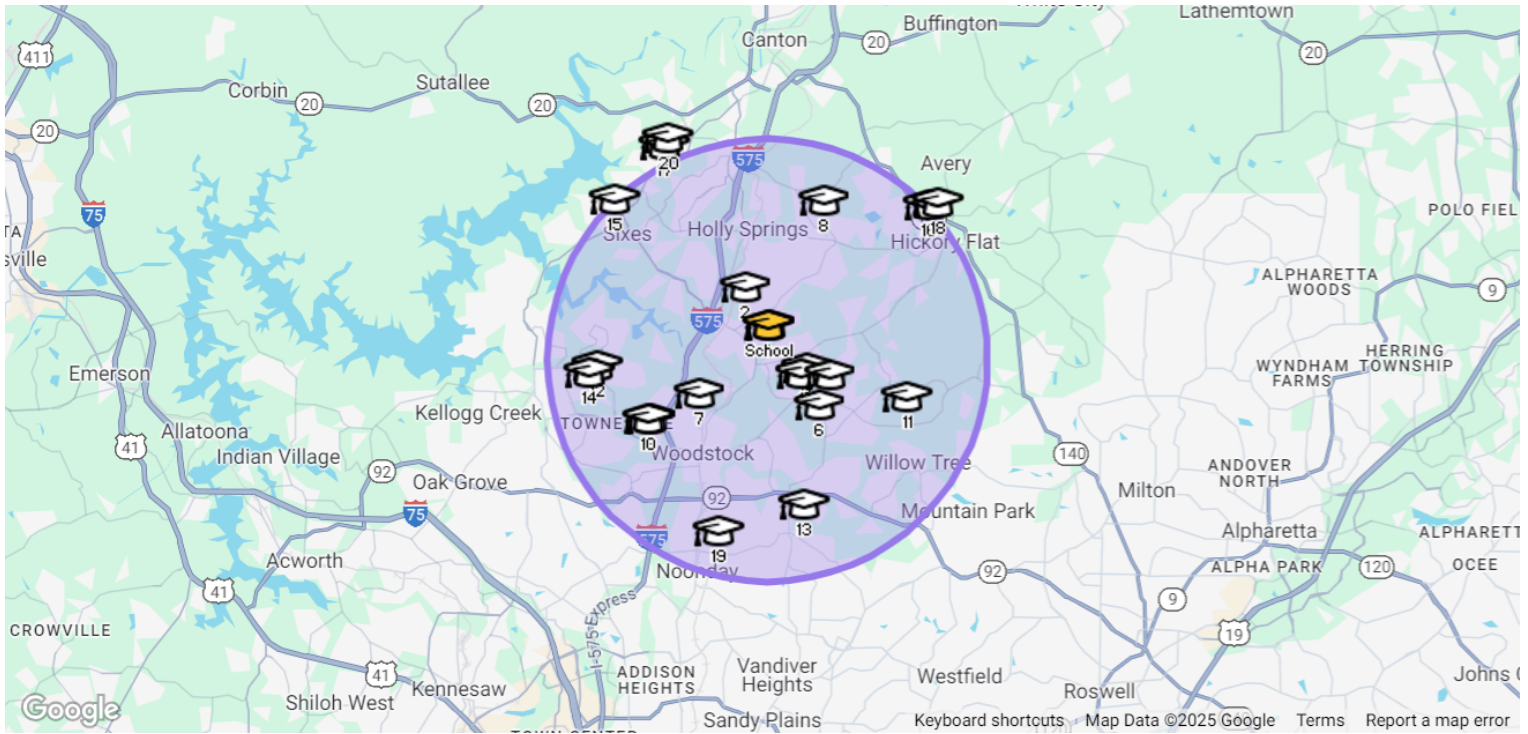 Lathemtown
Buffington
20
Canton
20
411
Sutallee
Corbin
20
20
20
20
575
Avery
75
15
8
18
POLO FIEL
Sixes
Holly Springs
Hickory Flat
sville
ALPHARETTA
WOODS
9
2
575
School
HERRING
TOWNSHIP
WYNDHAM
FARMS
Emerson
14
7
11
Kellogg Creek
6
10
Allatoona
41
Indian Village
Woodstock
Willow Tree
140
92
ANDOVER
NORTH
Oak Grove
92
Milton
75
13
Mountain Park
575
19
Alpharetta
ALPHARETT
Acworth
Noonday
92
ALPHA PARK
120
OCEE
41
I-575 Express
9
19
CROWVILLE
ADDISON
HEIGHTS
Vandiver
Heights
Westfield
Johns
41
Kennesaw
Shiloh West
Roswell
Google
Sandy Plains
Keyboard shortcuts
Map Data ©2025 Google
Terms
Report a map error